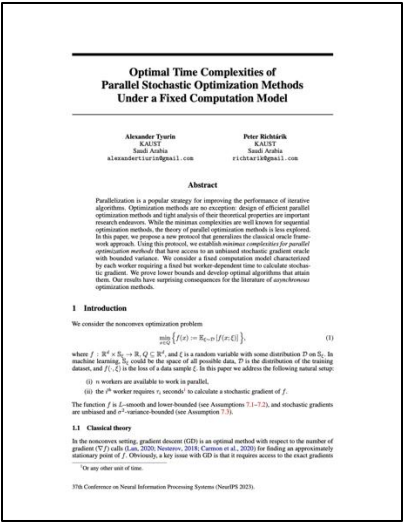 Optimal Time Complexities of
Parallel Stochastic Optimization Methods
Under a Fixed Computation Model
Alexander Tyurin
KAUST
Saudi Arabia
alexandertiurin@gmail.com
Peter Richtárik
KAUST
Saudi Arabia
richtarik@gmail.com
Abstract
Parallelization is a popular strategy for improving the performance of iterative
algorithms. Optimization methods are no exception: design of efficient parallel
optimization methods and tight analysis of their theoretical properties are important
research endeavors. While the minimax complexities are well known for sequential
optimization methods, the theory of parallel optimization methods is less explored.
In this paper, we propose a new protocol that generalizes the classical oracle frame-
work approach. Using this protocol, we establish minimax complexities for parallel
optimization methods that have access to an unbiased stochastic gradient oracle
with bounded variance. We consider a fixed computation model characterized
by each worker requiring a fixed but worker-dependent time to calculate stochas-
tic gradient. We prove lower bounds and develop optimal algorithms that attain
them. Our results have surprising consequences for the literature of asynchronous
optimization methods.
1 Introduction
We consider the nonconvex optimization problem
min x∈Q { f(x) := 𝔼ξ∼𝒟 [f(x; ξ)] }, (1)
where f : ℝᵈ × 𝕊ξ → ℝ, Q ⊆ ℝᵈ, and ξ is a random variable with some distribution 𝒟 on 𝕊ξ. In
machine learning, 𝕊ξ could be the space of all possible data, 𝒟 is the distribution of the training
dataset, and f(·, ξ) is the loss of a data sample ξ. In this paper we address the following natural setup:
(i) n workers are available to work in parallel,
(ii) the iᵗʰ worker requires τᵢ seconds¹ to calculate a stochastic gradient of f.
The function f is L–smooth and lower-bounded (see Assumptions 7.1–7.2), and stochastic gradients
are unbiased and σ²-variance-bounded (see Assumption 7.3).
1.1 Classical theory
In the nonconvex setting, gradient descent (GD) is an optimal method with respect to the number of
gradient (∇f) calls (Lan, 2020; Nesterov, 2018; Carmon et al., 2020) for finding an approximately
stationary point of f. Obviously, a key issue with GD is that it requires access to the exact gradients
¹Or any other unit of time.
37th Conference on Neural Information Processing Systems (NeurIPS 2023).